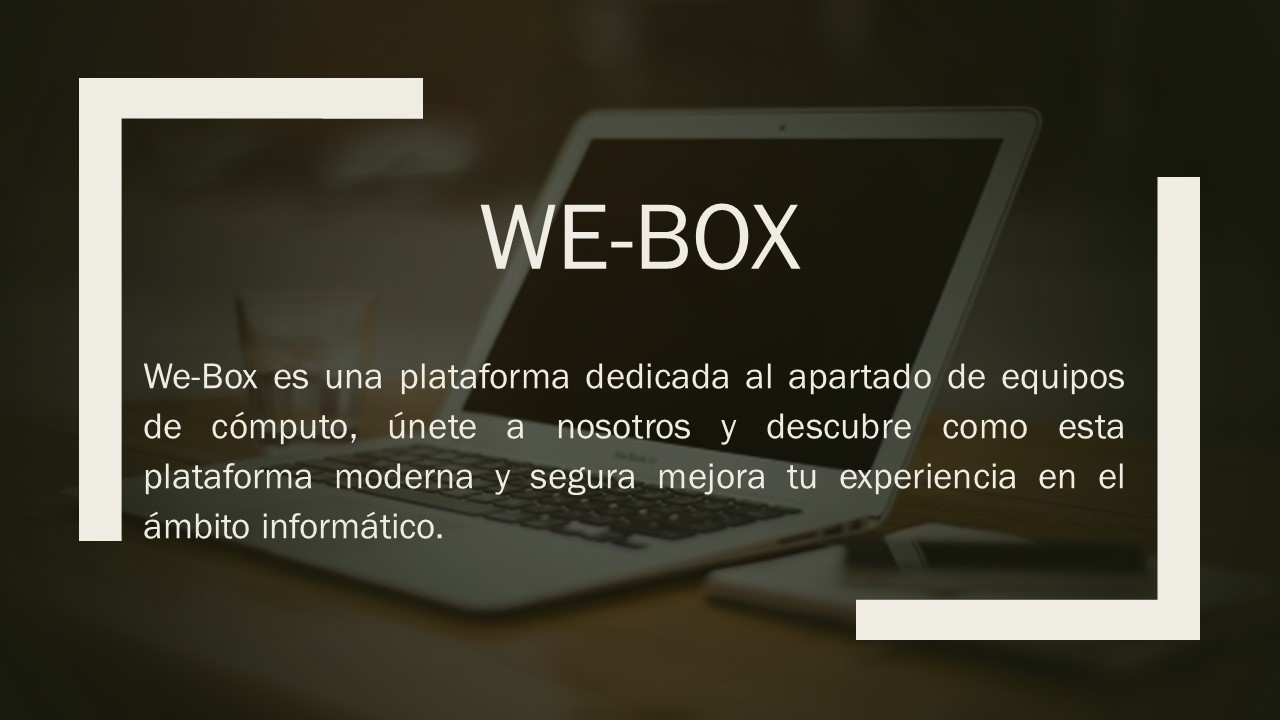 WE-BOX
We-Box es una plataforma dedicada al apartado de equipos
de cómputo, únete a nosotros y descubre como esta
plataforma moderna y segura mejora tu experiencia en el
ámbito informático.